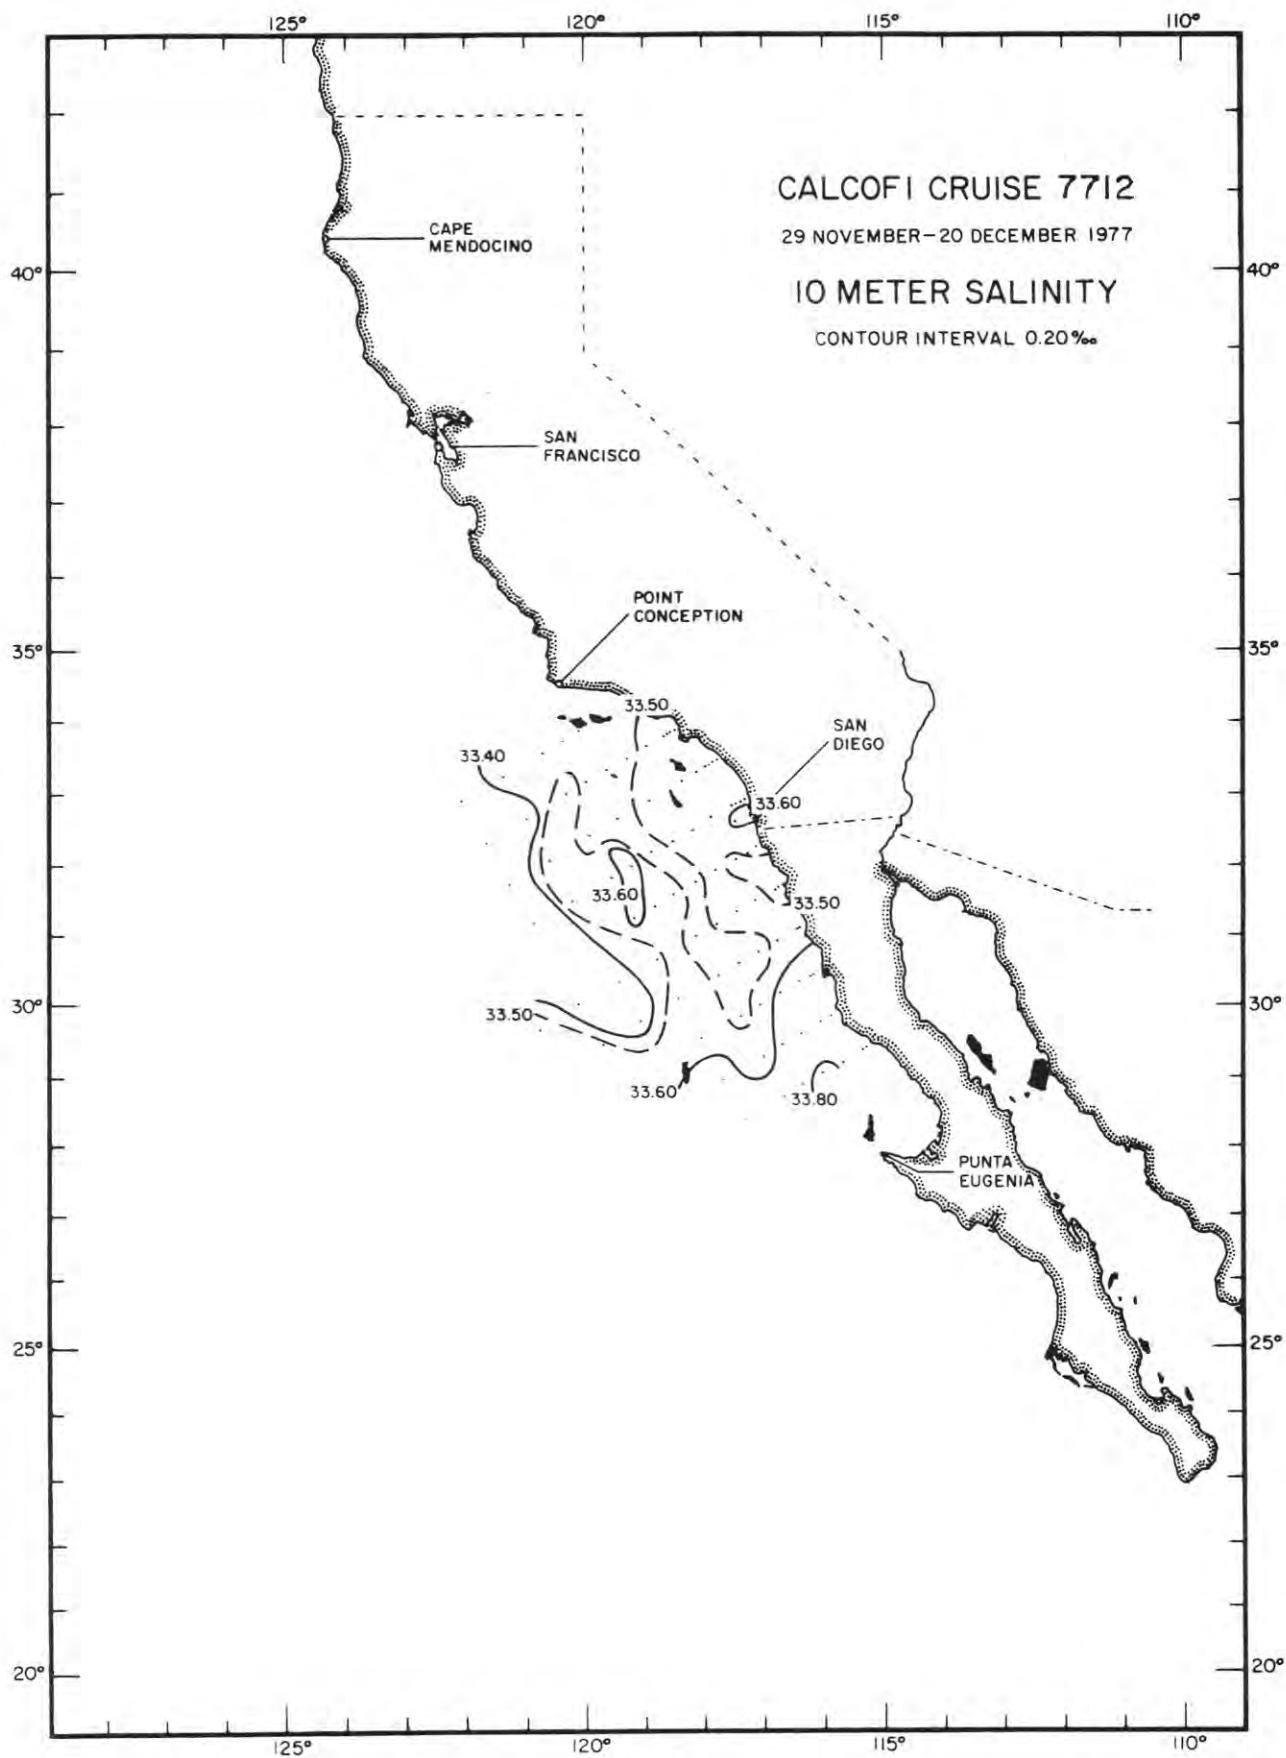 125° 120° 115° 110°
CALCOFI CRUISE 7712
29 NOVEMBER–20 DECEMBER 1977
10 METER SALINITY
CONTOUR INTERVAL 0.20‰
CAPE
MENDOCINO
40° 40°
SAN
FRANCISCO
POINT
CONCEPTION
35° 35°
33.50
SAN
DIEGO
33.40
33.60
33.60
33.50
30° 30°
33.50
33.60
33.80
PUNTA
EUGENIA
25° 25°
20° 20°
125° 120° 115° 110°